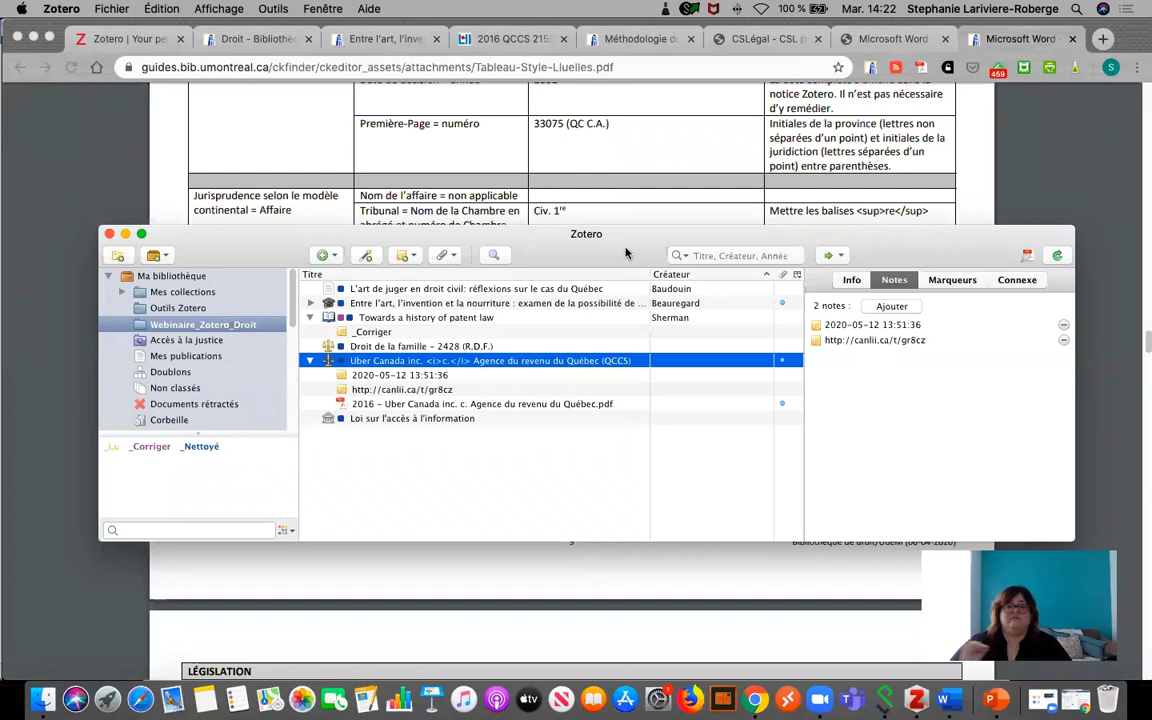 Zotero Fichier Édition Affichage Outils Fenêtre Aide 100 % Mar. 14:22 Stephanie Lariviere-Roberge
Zotero | Your pe Droit - Bibliothè Entre l'art, l'inve 2016 QCCS 215 Méthodologie du CSLégal - CSL p Microsoft Word - Microsoft Word -
guides.bib.umontreal.ca/ckfinder/ckeditor_assets/attachments/Tableau-Style-Lluelles.pdf
459
S
notice Zotero. Il n'est pas nécessaire
d'y remédier.
Première-Page = numéro
33075 (QC C.A.)
Initiales de la province (lettres non
séparées d'un point) et initiales de la
juridiction (lettres séparées d'un
point) entre parenthèses.
Jurisprudence selon le modèle
continental = Affaire
Nom de l'affaire = non applicable
Tribunal = Nom de la Chambre en
abrégé et numéro de Chambre
Civ. 1re
Mettre les balises <sup>re</sup>
Zotero
Titre, Créateur, Année
Ma bibliothèque
Mes collections
Outils Zotero
Webinaire_Zotero_Droit
Accès à la justice
Mes publications
Doublons
Non classés
Documents rétractés
Corbeille
_Lu _Corriger _Nettoyé
Titre Créateur
L'art de juger en droit civil: réflexions sur le cas du Québec Baudouin
Entre l'art, l'invention et la nourriture : examen de la possibilité de ... Beauregard
Towards a history of patent law Sherman
_Corriger
Droit de la famille – 2428 (R.D.F.)
Uber Canada inc. <i>c.</i> Agence du revenu du Québec (QCCS)
2020-05-12 13:51:36
http://canlii.ca/t/gr8cz
2016 - Uber Canada inc. c. Agence du revenu du Québec.pdf
Loi sur l'accès à l'information
Info Notes Marqueurs Connexe
2 notes : Ajouter
2020-05-12 13:51:36
http://canlii.ca/t/gr8cz
LÉGISLATION